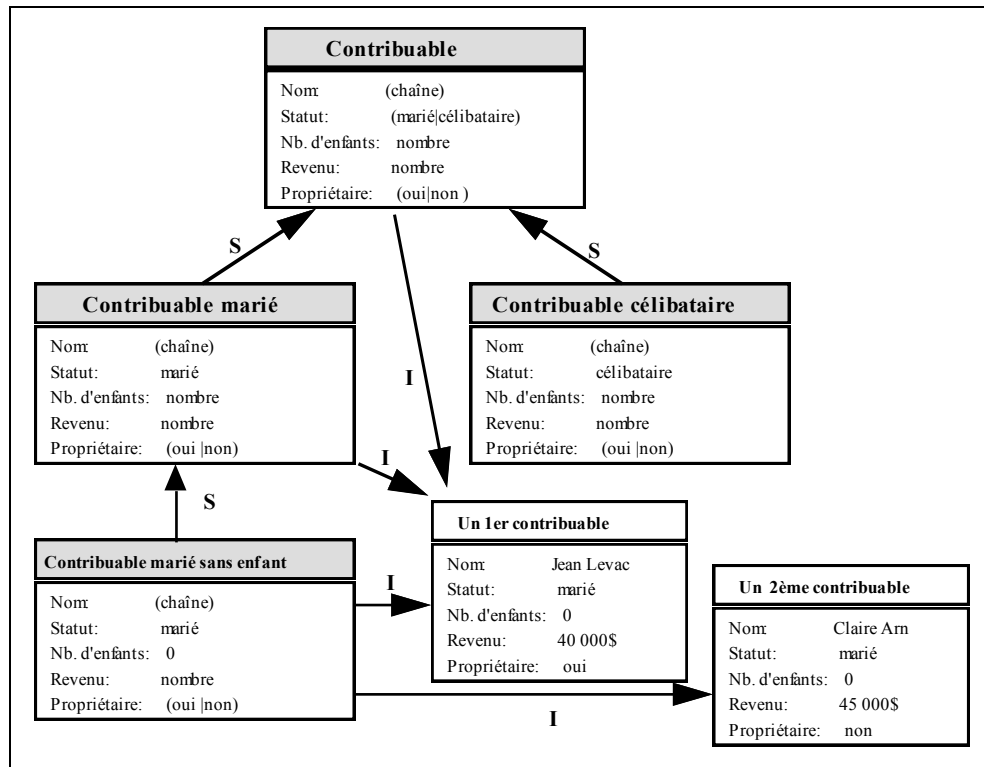 Contribuable
Nom: (chaîne)
Statut: (marié|célibataire)
Nb. d'enfants: nombre
Revenu: nombre
Propriétaire: (oui|non )
S
S
Contribuable marié
Nom: (chaîne)
Statut: marié
Nb. d'enfants: nombre
Revenu: nombre
Propriétaire: (oui |non)
Contribuable célibataire
Nom: (chaîne)
Statut: célibataire
Nb. d'enfants: nombre
Revenu: nombre
Propriétaire: (oui |non)
I
I
S
Contribuable marié sans enfant
Nom: (chaîne)
Statut: marié
Nb. d'enfants: 0
Revenu: nombre
Propriétaire: (oui |non)
I
Un 1er contribuable
Nom: Jean Levac
Statut: marié
Nb. d'enfants: 0
Revenu: 40 000$
Propriétaire: oui
I
Un 2ème contribuable
Nom: Claire Arn
Statut: marié
Nb. d'enfants: 0
Revenu: 45 000$
Propriétaire: non